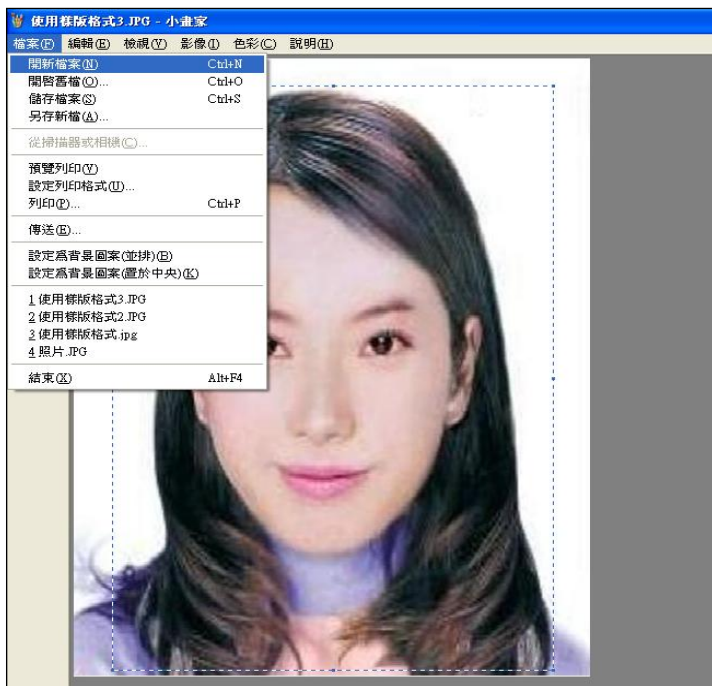 使用樣版格式3.JPG - 小畫家
檔案(F) 編輯(E) 檢視(V) 影像(I) 色彩(C) 說明(H)
開新檔案(N) Ctrl+N
開啓舊檔(O)... Ctrl+O
儲存檔案(S) Ctrl+S
另存新檔(A)...
從掃描器或相機(C)...
預覽列印(V)
設定列印格式(U)...
列印(P)... Ctrl+P
傳送(E)...
設定爲背景圖案(並排)(B)
設定爲背景圖案(置於中央)(K)
1 使用樣版格式3.JPG
2 使用樣版格式2.JPG
3 使用樣版格式.jpg
4 照片.JPG
結束(X) Alt+F4